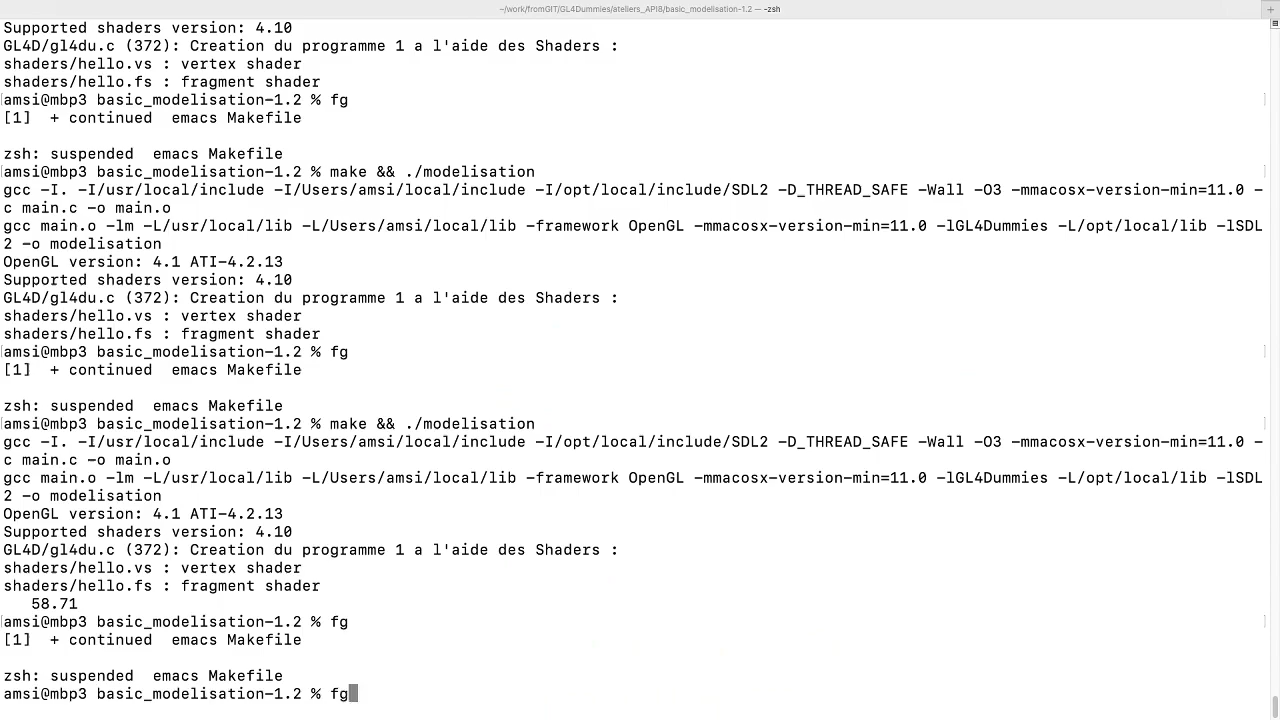 ~/work/fromGIT/GL4Dummies/ateliers_API8/basic_modelisation-1.2 — -zsh
Supported shaders version: 4.10
GL4D/gl4du.c (372): Creation du programme 1 a l'aide des Shaders :
shaders/hello.vs : vertex shader
shaders/hello.fs : fragment shader
amsi@mbp3 basic_modelisation-1.2 % fg
[1]  + continued  emacs Makefile
zsh: suspended  emacs Makefile
amsi@mbp3 basic_modelisation-1.2 % make && ./modelisation
gcc -I. -I/usr/local/include -I/Users/amsi/local/include -I/opt/local/include/SDL2 -D_THREAD_SAFE -Wall -O3 -mmacosx-version-min=11.0 -
c main.c -o main.o
gcc main.o -lm -L/usr/local/lib -L/Users/amsi/local/lib -framework OpenGL -mmacosx-version-min=11.0 -lGL4Dummies -L/opt/local/lib -lSDL
2 -o modelisation
OpenGL version: 4.1 ATI-4.2.13
Supported shaders version: 4.10
GL4D/gl4du.c (372): Creation du programme 1 a l'aide des Shaders :
shaders/hello.vs : vertex shader
shaders/hello.fs : fragment shader
amsi@mbp3 basic_modelisation-1.2 % fg
[1]  + continued  emacs Makefile
zsh: suspended  emacs Makefile
amsi@mbp3 basic_modelisation-1.2 % make && ./modelisation
gcc -I. -I/usr/local/include -I/Users/amsi/local/include -I/opt/local/include/SDL2 -D_THREAD_SAFE -Wall -O3 -mmacosx-version-min=11.0 -
c main.c -o main.o
gcc main.o -lm -L/usr/local/lib -L/Users/amsi/local/lib -framework OpenGL -mmacosx-version-min=11.0 -lGL4Dummies -L/opt/local/lib -lSDL
2 -o modelisation
OpenGL version: 4.1 ATI-4.2.13
Supported shaders version: 4.10
GL4D/gl4du.c (372): Creation du programme 1 a l'aide des Shaders :
shaders/hello.vs : vertex shader
shaders/hello.fs : fragment shader
   58.71
amsi@mbp3 basic_modelisation-1.2 % fg
[1]  + continued  emacs Makefile
zsh: suspended  emacs Makefile
amsi@mbp3 basic_modelisation-1.2 % fg